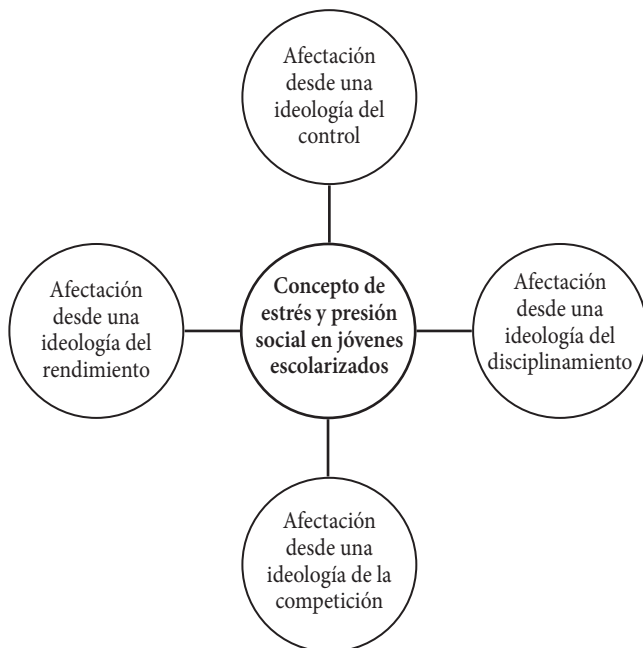 Afectación
desde una
ideología del
control
Afectación
desde una
ideología del
rendimiento
Concepto de
estrés y presión
social en jóvenes
escolarizados
Afectación
desde una
ideología del
disciplinamiento
Afectación
desde una
ideología de la
competición